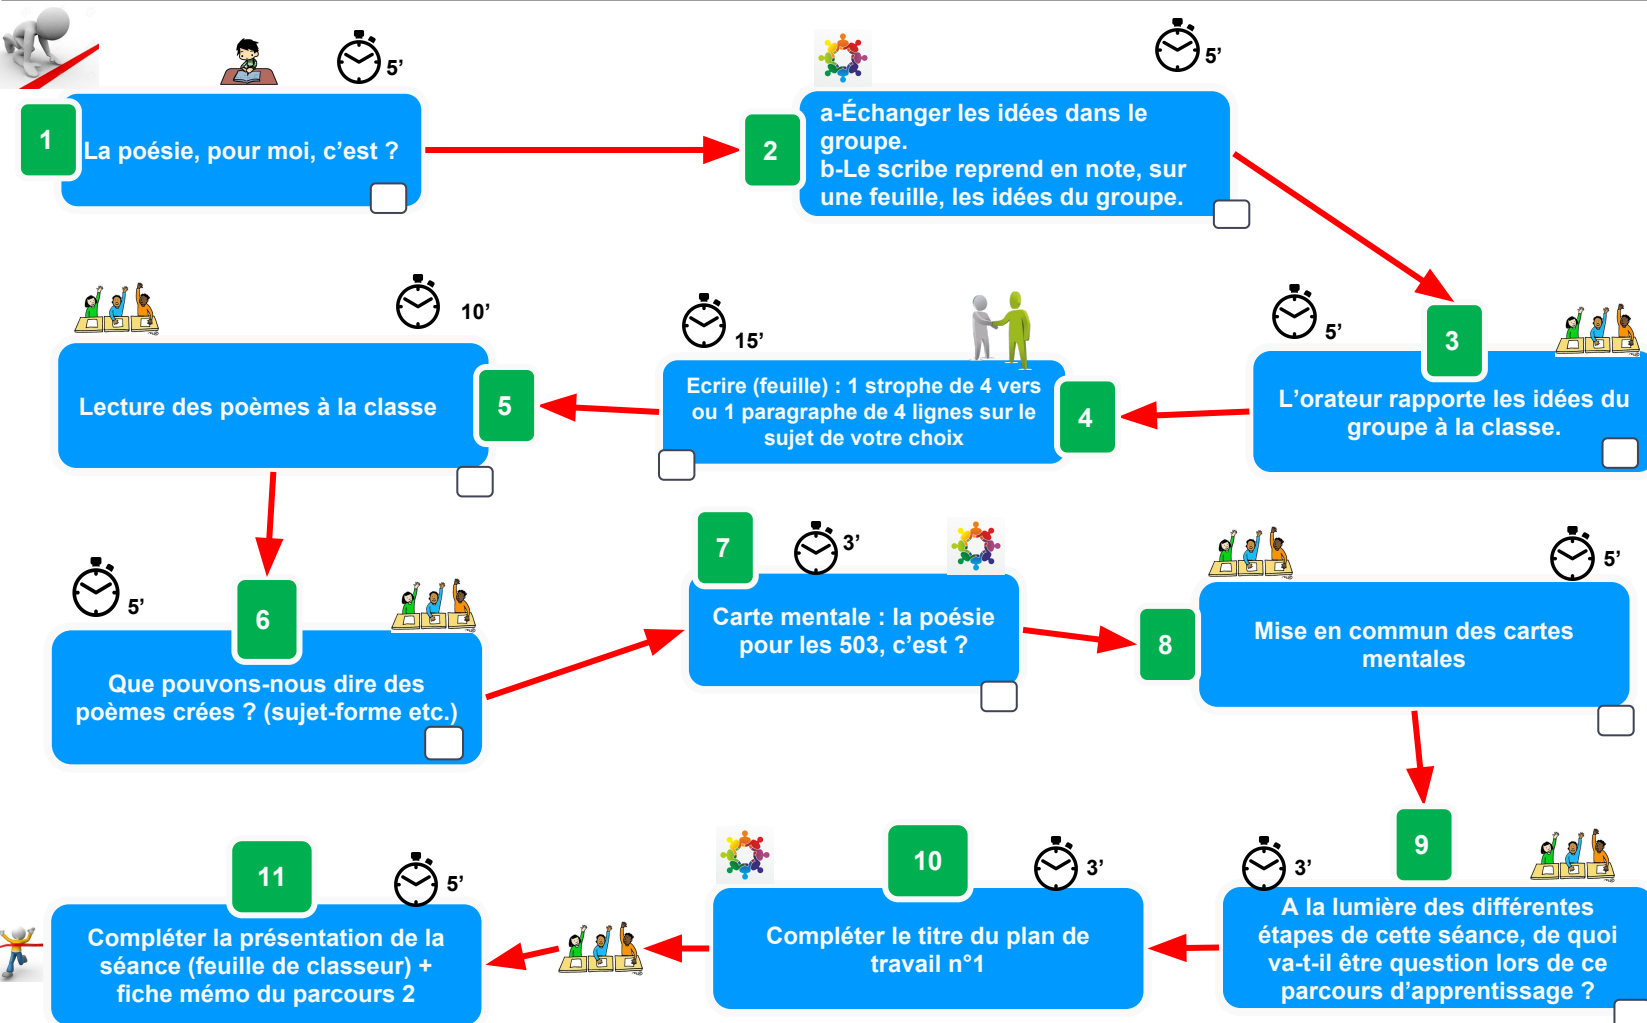 5’
1
La poésie, pour moi, c’est ?
5’
2
a-Échanger les idées dans le
groupe.
b-Le scribe reprend en note, sur
une feuille, les idées du groupe.
5’
3
L’orateur rapporte les idées du
groupe à la classe.
15’
4
Ecrire (feuille) : 1 strophe de 4 vers
ou 1 paragraphe de 4 lignes sur le
sujet de votre choix
10’
5
Lecture des poèmes à la classe
5’
6
Que pouvons-nous dire des
poèmes crées ? (sujet-forme etc.)
7
3’
Carte mentale : la poésie
pour les 503, c’est ?
5’
8
Mise en commun des cartes
mentales
9
3’
A la lumière des différentes
étapes de cette séance, de quoi
va-t-il être question lors de ce
parcours d’apprentissage ?
10
3’
Compléter le titre du plan de
travail n°1
11
5’
Compléter la présentation de la
séance (feuille de classeur) +
fiche mémo du parcours 2